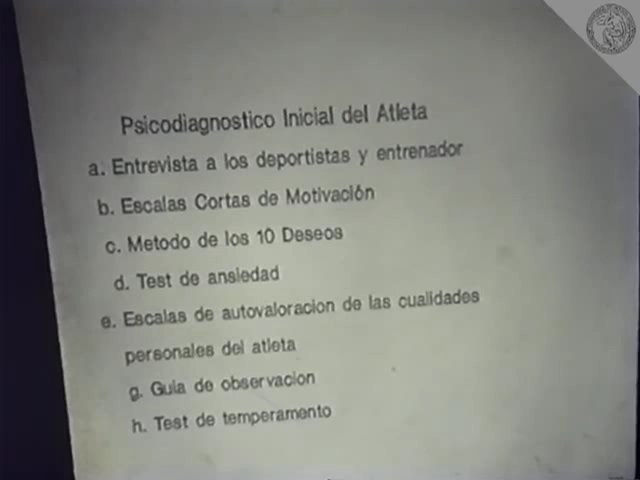 Psicodiagnostico Inicial del Atleta
a. Entrevista a los deportistas y entrenador
b. Escalas Cortas de Motivación
c. Metodo de los 10 Deseos
d. Test de ansiedad
e. Escalas de autovaloracion de las cualidades
personales del atleta
g. Guia de observacion
h. Test de temperamento